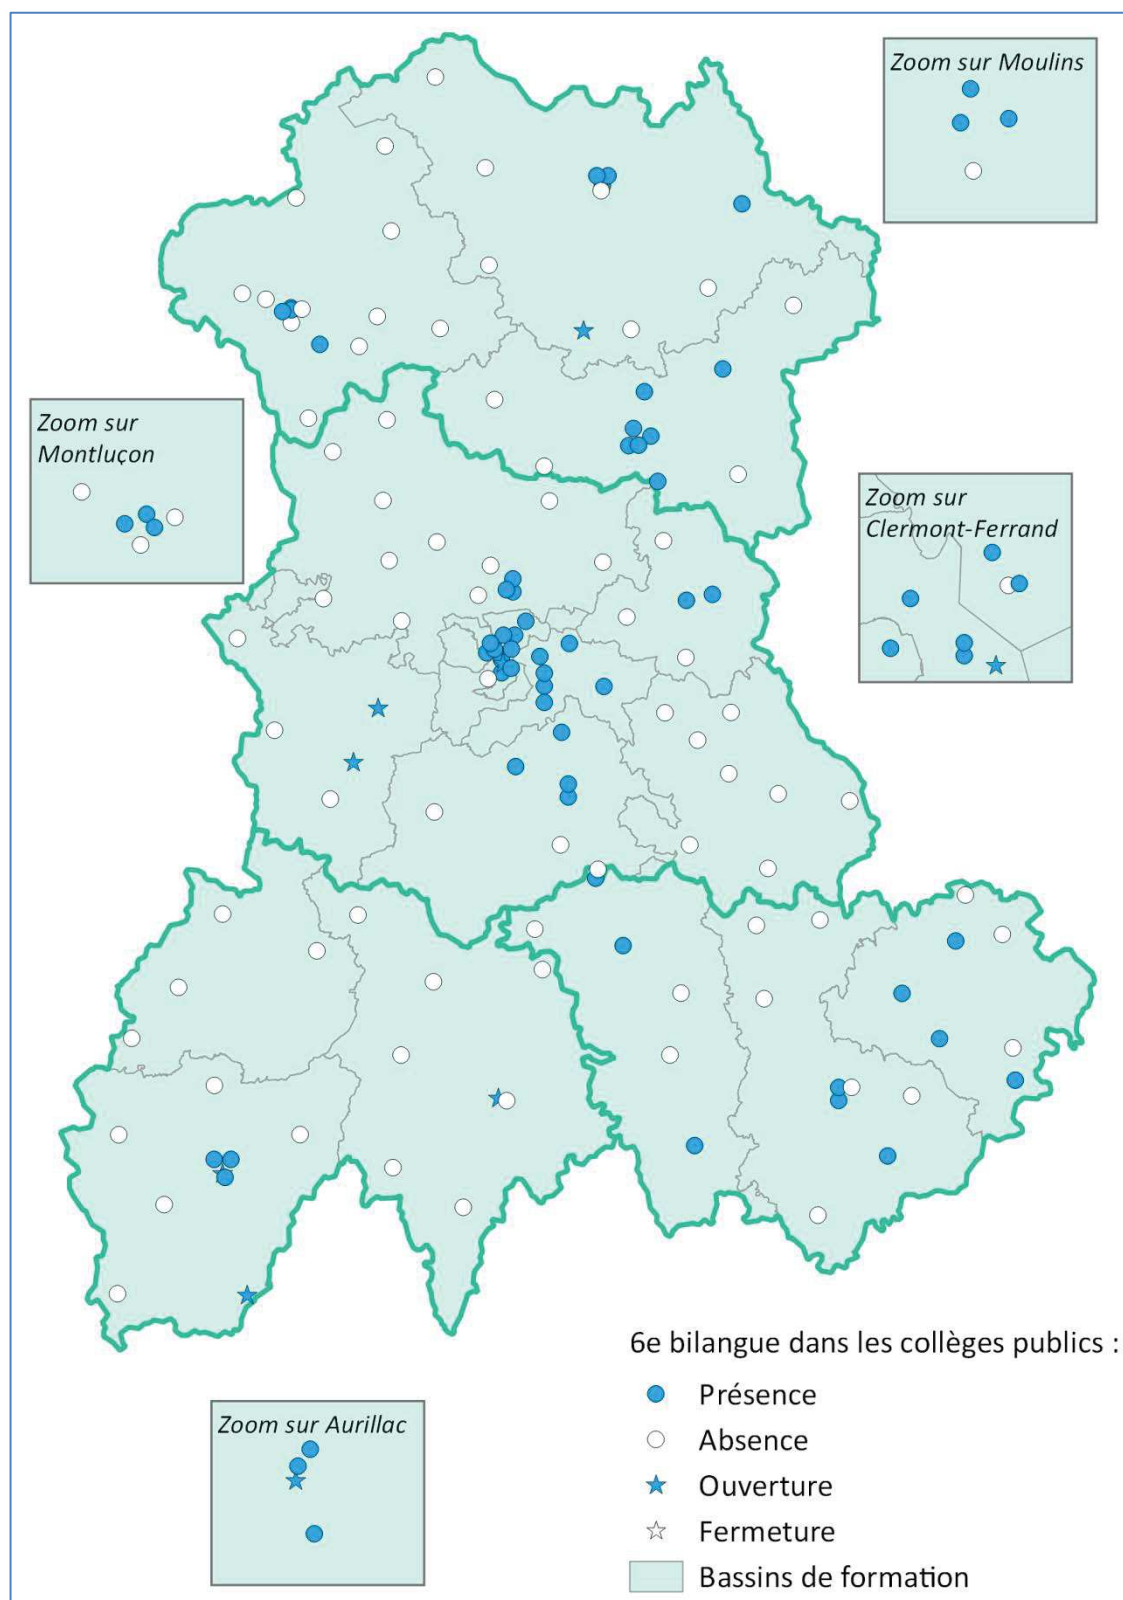 Zoom sur Moulins
Zoom sur
Montluçon
Zoom sur
Clermont-Ferrand
6e bilangue dans les collèges publics :
Présence
Absence
Ouverture
Fermeture
Bassins de formation
Zoom sur Aurillac